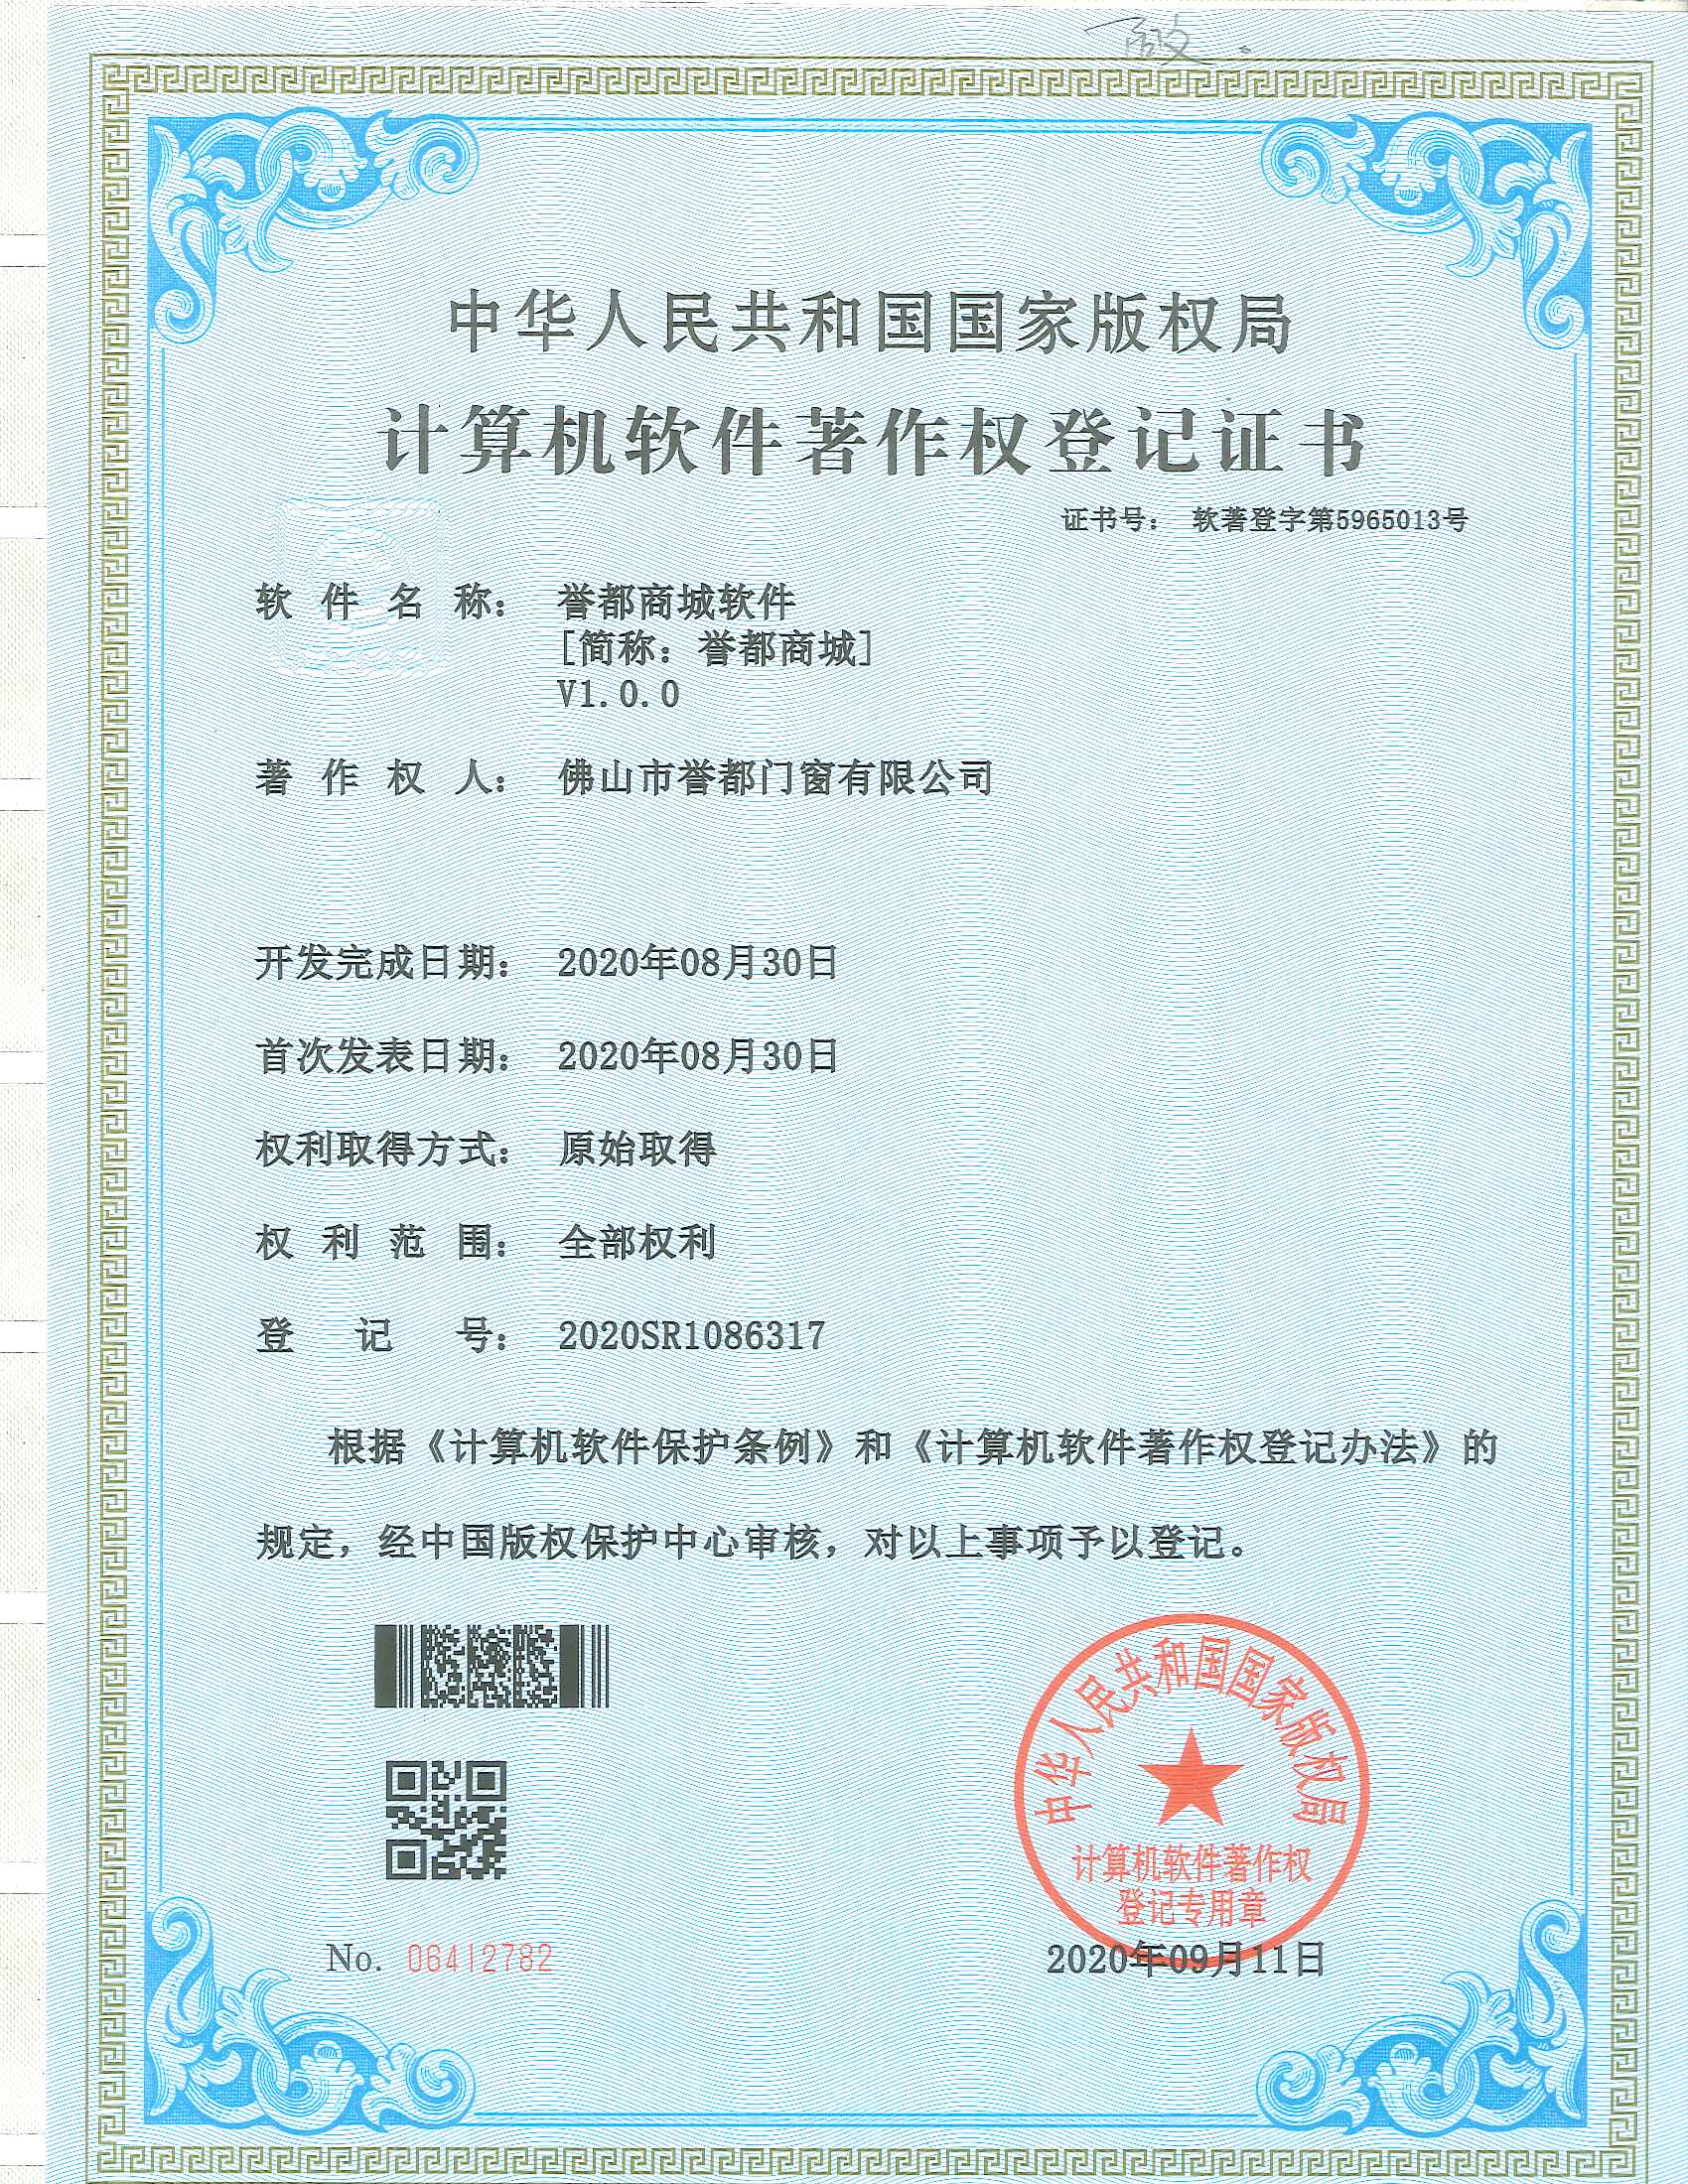 中华人民共和国国家版权局
计算机软件著作权登记证书
证书号： 软著登字第5965013号
软件名称： 誉都商城软件
[简称：誉都商城]
V1.0.0
著作权人： 佛山市誉都门窗有限公司
开发完成日期： 2020年08月30日
首次发表日期： 2020年08月30日
权利取得方式： 原始取得
权利范围： 全部权利
登记号： 2020SR1086317
根据《计算机软件保护条例》和《计算机软件著作权登记办法》的
规定，经中国版权保护中心审核，对以上事项予以登记。
中华人民共和国国家版权局
计算机软件著作权
登记专用章
No. 06412782
2020年09月11日